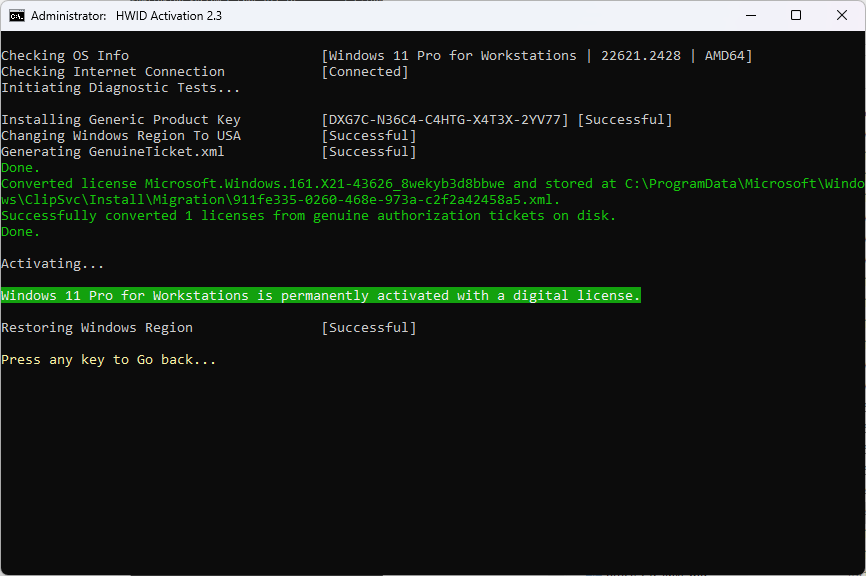 Administrator: HWID Activation 2.3
Checking OS Info [Windows 11 Pro for Workstations | 22621.2428 | AMD64]
Checking Internet Connection [Connected]
Initiating Diagnostic Tests...
Installing Generic Product Key [DXG7C-N36C4-C4HTG-X4T3X-2YV77] [Successful]
Changing Windows Region To USA [Successful]
Generating GenuineTicket.xml [Successful]
Done.
Converted license Microsoft.Windows.161.X21-43626_8wekyb3d8bbwe and stored at C:\ProgramData\Microsoft\Windo
ws\ClipSvc\Install\Migration\911fe335-0260-468e-973a-c2f2a42458a5.xml.
Successfully converted 1 licenses from genuine authorization tickets on disk.
Done.
Activating...
Windows 11 Pro for Workstations is permanently activated with a digital license.
Restoring Windows Region [Successful]
Press any key to Go back...